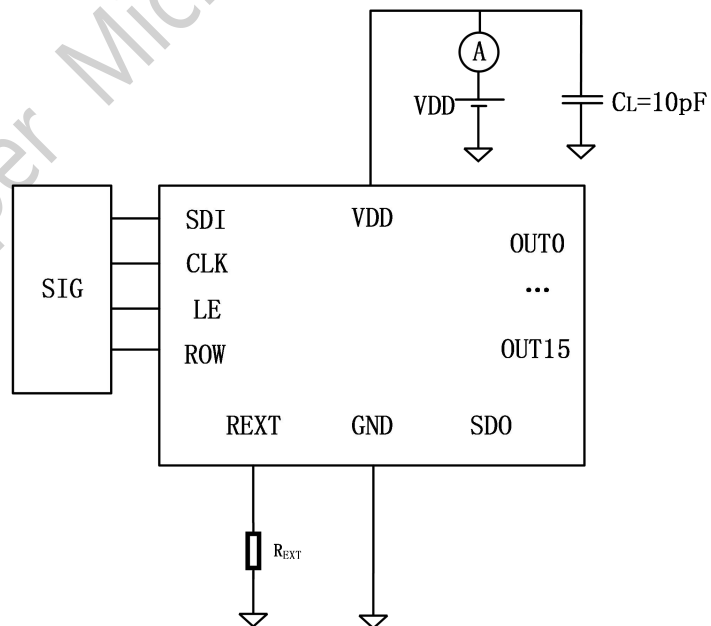 A
VDD
CL=10pF
SDI
VDD
OUT0
CLK
...
SIG
LE
OUT15
ROW
REXT
GND
SDO
REXT